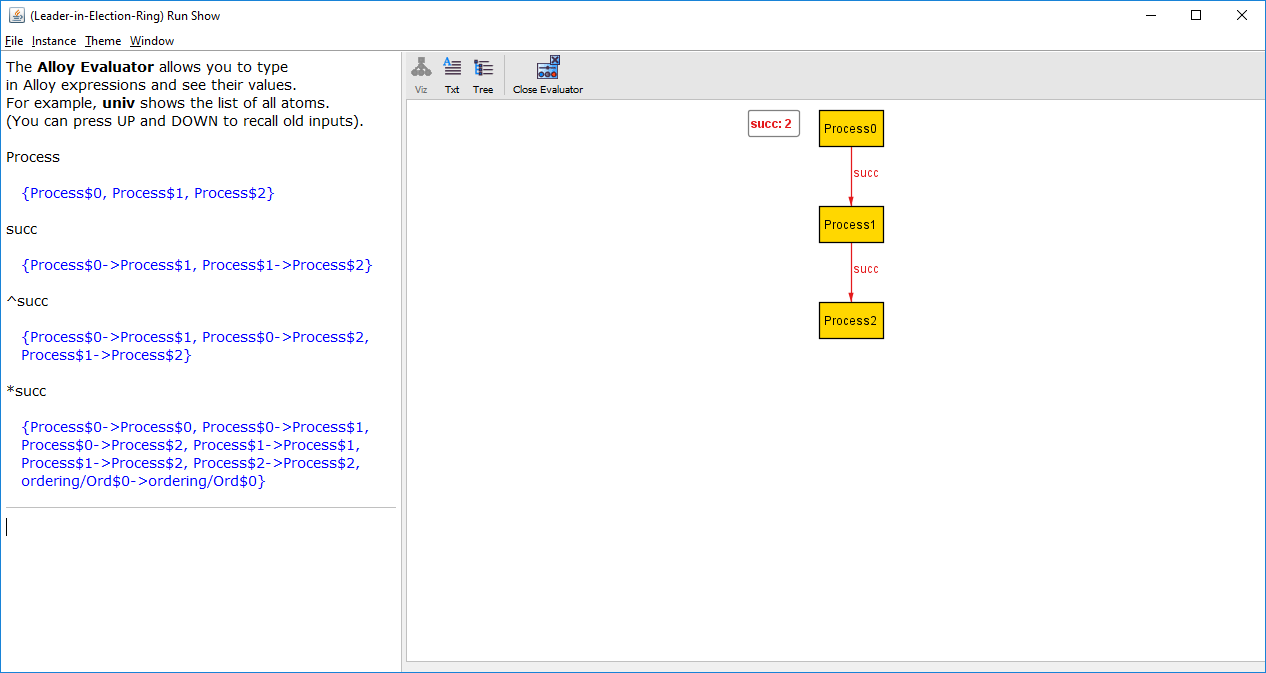 (Leader-in-Election-Ring) Run Show
File Instance Theme Window
The Alloy Evaluator allows you to type
in Alloy expressions and see their values.
For example, univ shows the list of all atoms.
(You can press UP and DOWN to recall old inputs).
Process
{Process$0, Process$1, Process$2}
succ
{Process$0->Process$1, Process$1->Process$2}
^succ
{Process$0->Process$1, Process$0->Process$2,
Process$1->Process$2}
*succ
{Process$0->Process$0, Process$0->Process$1,
Process$0->Process$2, Process$1->Process$1,
Process$1->Process$2, Process$2->Process$2,
ordering/Ord$0->ordering/Ord$0}
Viz Txt Tree Close Evaluator
succ: 2
Process0
succ
Process1
succ
Process2